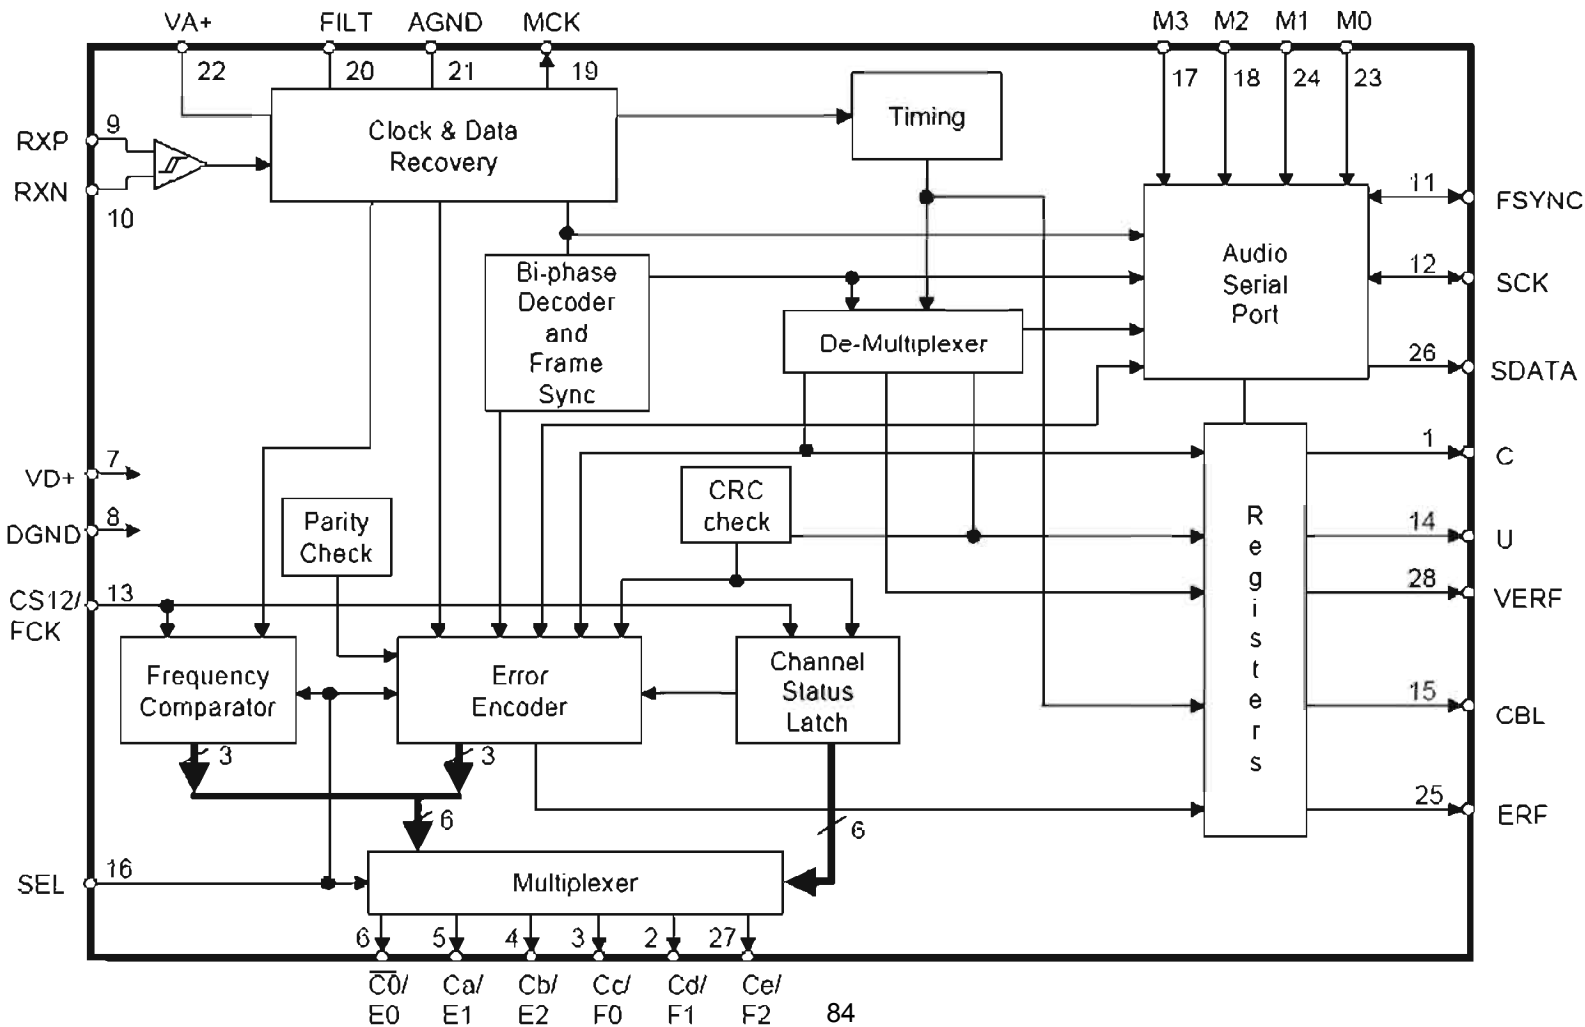 VA+ FILT AGND MCK M3 M2 M1 M0
22 20 21 19 17 18 24 23
RXP 9
RXN
10
Clock & Data
Recovery
Timing
11 FSYNC
12 SCK
26 SDATA
Audio
Serial
Port
Bi-phase
Decoder
and
Frame
Sync
De-Multiplexer
VD+ 7
DGND 8
CS12/ 13
FCK
Parity
Check
CRC
check
Registers
1 C
14 U
28 VERF
15 CBL
25 ERF
Frequency
Comparator
Error
Encoder
Channel
Status
Latch
3 3
6 6
SEL 16
Multiplexer
6 5 4 3 2 27
C̅0̅/ Ca/ Cb/ Cc/ Cd/ Ce/
E0 E1 E2 F0 F1 F2
84